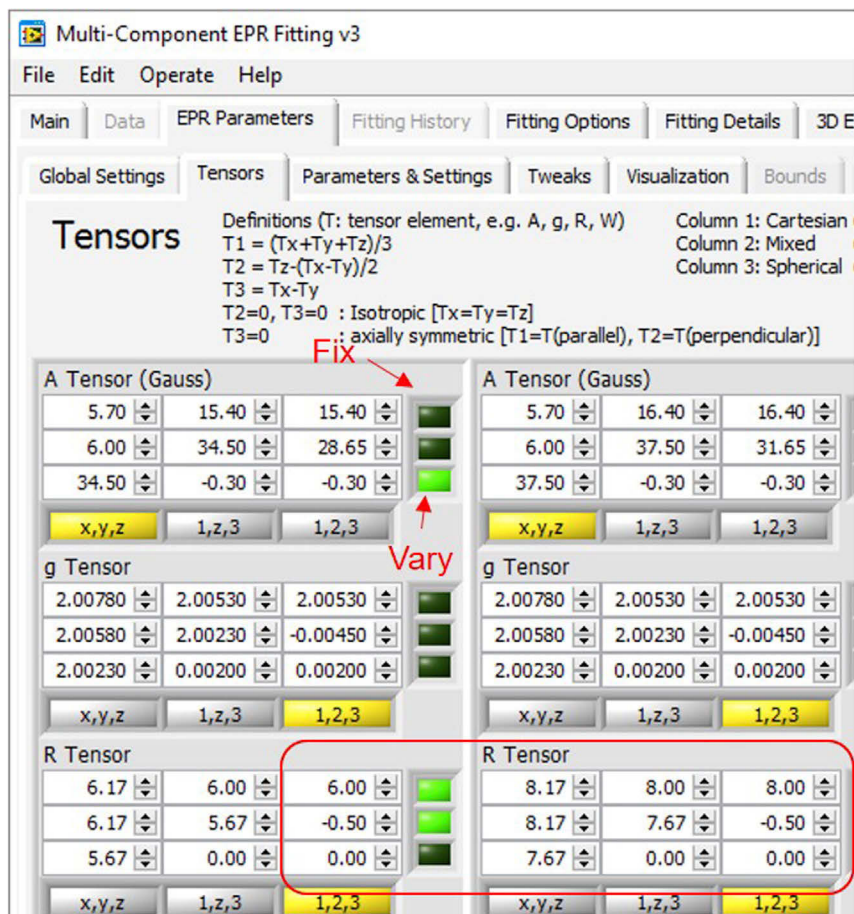 Multi-Component EPR Fitting v3
File Edit Operate Help
Main Data EPR Parameters Fitting History Fitting Options Fitting Details 3D E
Global Settings Tensors Parameters & Settings Tweaks Visualization Bounds
Tensors
Definitions (T: tensor element, e.g. A, g, R, W) Column 1: Cartesian
T1 = (Tx+Ty+Tz)/3 Column 2: Mixed
T2 = Tz-(Tx-Ty)/2 Column 3: Spherical
T3 = Tx-Ty
T2=0, T3=0 : Isotropic [Tx=Ty=Tz]
T3=0 : axially symmetric [T1=T(parallel), T2=T(perpendicular)]
Fix
A Tensor (Gauss) A Tensor (Gauss)
5.70 15.40 15.40 5.70 16.40 16.40
6.00 34.50 28.65 6.00 37.50 31.65
34.50 -0.30 -0.30 37.50 -0.30 -0.30
x,y,z 1,z,3 1,2,3 x,y,z 1,z,3 1,2,3
Vary
g Tensor g Tensor
2.00780 2.00530 2.00530 2.00780 2.00530 2.00530
2.00580 2.00230 -0.00450 2.00580 2.00230 -0.00450
2.00230 0.00200 0.00200 2.00230 0.00200 0.00200
x,y,z 1,z,3 1,2,3 x,y,z 1,z,3 1,2,3
R Tensor R Tensor
6.17 6.00 6.00 8.17 8.00 8.00
6.17 5.67 -0.50 8.17 7.67 -0.50
5.67 0.00 0.00 7.67 0.00 0.00
x,y,z 1,z,3 1,2,3 x,y,z 1,z,3 1,2,3